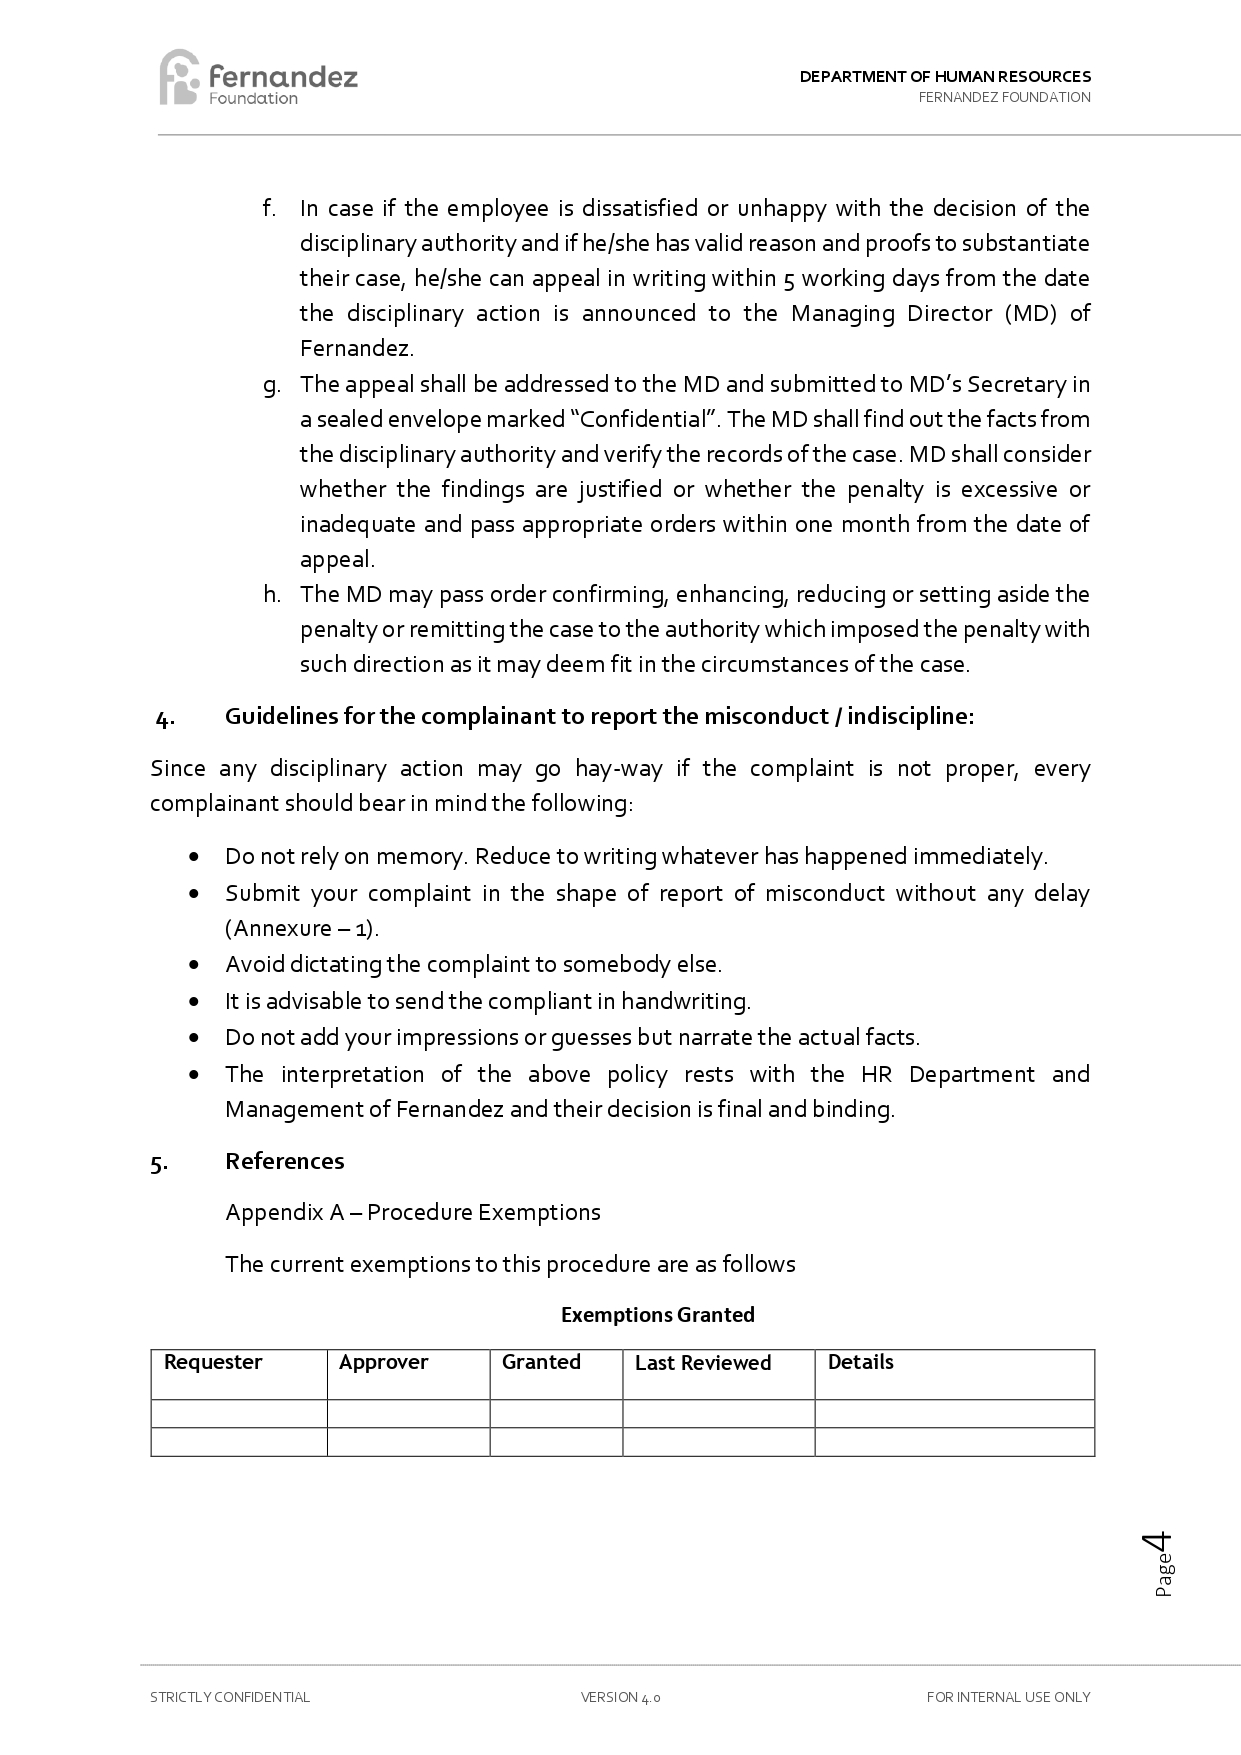 fernandez
Foundation
DEPARTMENT OF HUMAN RESOURCES
FERNANDEZ FOUNDATION
f. In case if the employee is dissatisfied or unhappy with the decision of the
disciplinary authority and if he/she has valid reason and proofs to substantiate
their case, he/she can appeal in writing within 5 working days from the date
the disciplinary action is announced to the Managing Director (MD) of
Fernandez.
g. The appeal shall be addressed to the MD and submitted to MD’s Secretary in
a sealed envelope marked “Confidential”. The MD shall find out the facts from
the disciplinary authority and verify the records of the case. MD shall consider
whether the findings are justified or whether the penalty is excessive or
inadequate and pass appropriate orders within one month from the date of
appeal.
h. The MD may pass order confirming, enhancing, reducing or setting aside the
penalty or remitting the case to the authority which imposed the penalty with
such direction as it may deem fit in the circumstances of the case.
4. Guidelines for the complainant to report the misconduct / indiscipline:
Since any disciplinary action may go hay-way if the complaint is not proper, every
complainant should bear in mind the following:
• Do not rely on memory. Reduce to writing whatever has happened immediately.
• Submit your complaint in the shape of report of misconduct without any delay
(Annexure – 1).
• Avoid dictating the complaint to somebody else.
• It is advisable to send the compliant in handwriting.
• Do not add your impressions or guesses but narrate the actual facts.
• The interpretation of the above policy rests with the HR Department and
Management of Fernandez and their decision is final and binding.
5. References
Appendix A – Procedure Exemptions
The current exemptions to this procedure are as follows
Exemptions Granted
Requester Approver Granted Last Reviewed Details
Page4
STRICTLY CONFIDENTIAL VERSION 4.0 FOR INTERNAL USE ONLY